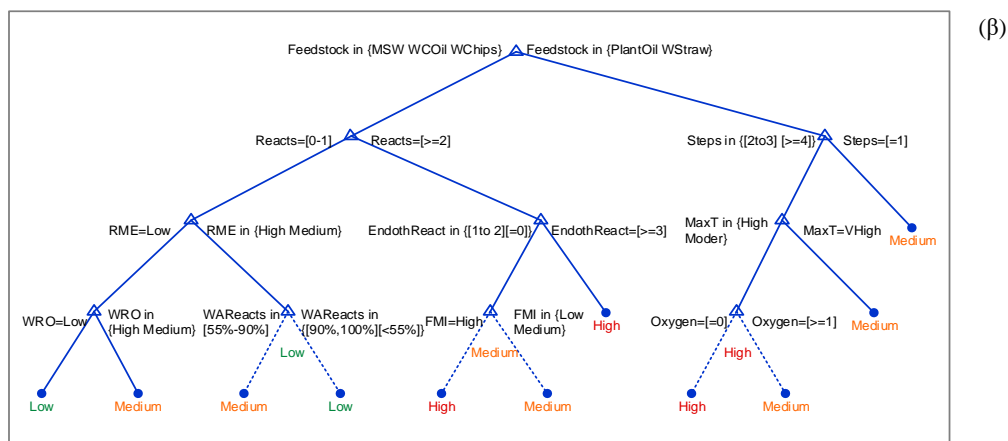 (β)
Feedstock in {MSW WCOil WChips} Feedstock in {PlantOil WStraw}
Reacts=[0-1] Reacts=[>=2] Steps in {[2to3] [>=4]} Steps=[=1]
RME=Low RME in {High Medium} EndothReact in {[1to 2][=0]} EndothReact=[>=3] MaxT in {High
Moder} MaxT=VHigh
Medium
WRO=Low WRO in
{High Medium} WAReacts in
[55%-90%] WAReacts in
{[90%,100%][<55%} FMI=High FMI in {Low
Medium} High Oxygen=[=0] Oxygen=[>=1] Medium
Low Medium High
Low Medium Medium Low High Medium High Medium